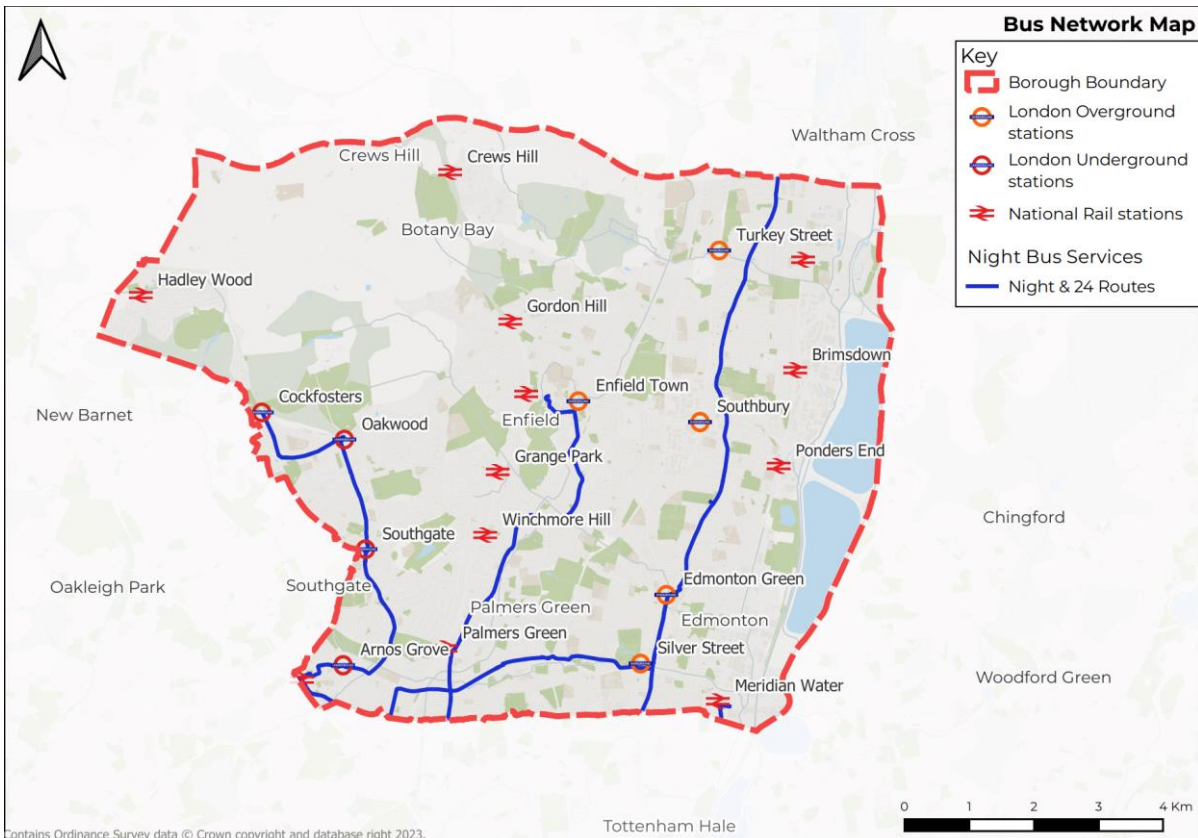 Bus Network Map
Key
Borough Boundary
London Overground
stations
London Underground
stations
National Rail stations
Night Bus Services
Night & 24 Routes
Waltham Cross
Crews Hill
Crews Hill
Botany Bay
Turkey Street
Hadley Wood
Gordon Hill
Brimsdown
New Barnet
Cockfosters
Enfield Town
Oakwood
Enfield
Southbury
Grange Park
Ponders End
Winchmore Hill
Chingford
Southgate
Oakleigh Park
Southgate
Edmonton Green
Palmers Green
Edmonton
Palmers Green
Arnos Grove
Silver Street
Meridian Water
Woodford Green
0 1 2 3 4 Km
Tottenham Hale
Contains Ordinance Survey data © Crown copyright and database right 2023.